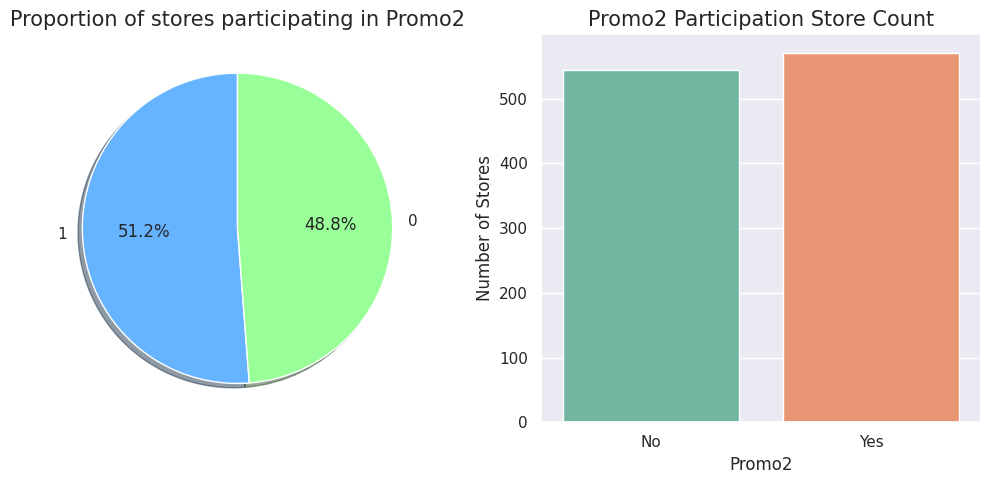 Proportion of stores participating in Promo2
1
51.2%
48.8%
0
Promo2 Participation Store Count
Number of Stores
500
400
300
200
100
0
No
Yes
Promo2